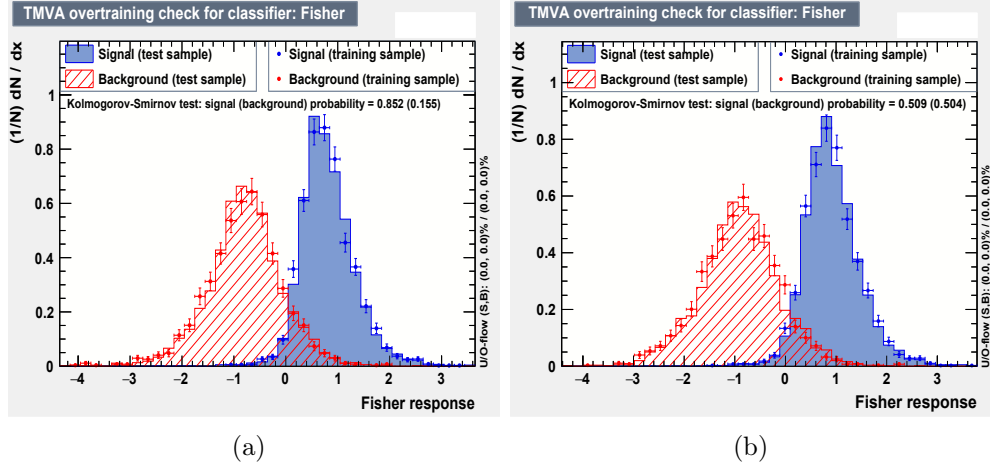 TMVA overtraining check for classifier: Fisher
(1/N) dN / dx
Signal (test sample)
Background (test sample)
Signal (training sample)
Background (training sample)
Kolmogorov-Smirnov test: signal (background) probability = 0.852 (0.155)
1
0.8
0.6
0.4
0.2
0
−4 −3 −2 −1 0 1 2 3
Fisher response
U/O-flow (S,B): (0.0, 0.0)% / (0.0, 0.0)%
(a)
TMVA overtraining check for classifier: Fisher
(1/N) dN / dx
Signal (test sample)
Background (test sample)
Signal (training sample)
Background (training sample)
Kolmogorov-Smirnov test: signal (background) probability = 0.509 (0.504)
1
0.8
0.6
0.4
0.2
0
−4 −3 −2 −1 0 1 2 3
Fisher response
U/O-flow (S,B): (0.0, 0.0)% / (0.0, 0.0)%
(b)